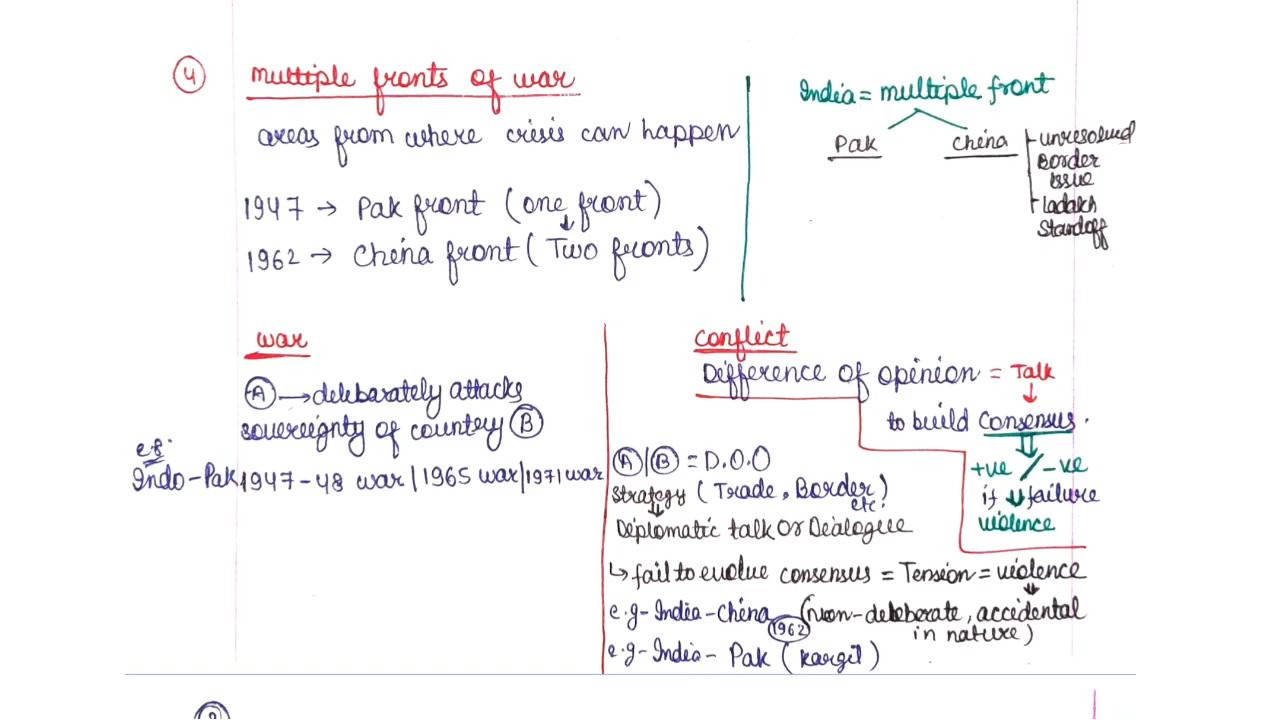 4 Multiple fronts of war
areas from where crisis can happen
1947 → Pak front (one front)
1962 → China front (Two fronts)
India = multiple front
Pak
China
unresolved
Border
Issue
ladakh
Standoff
war
A → deleberately attacks
sovereignty of country B
e.g.
Indo-Pak 1947-48 war | 1965 war | 1971 war
Conflict
Difference of opinion = Talk
to build Consensus.
+ve / -ve
if ↓ failure
violence
A | B = D.O.O
Strategy (Trade, Border etc.)
Diplomatic talk or Dealogue
↳ fail to evolve consensus = Tension = violence
e.g- India-China 1962 (Non-deleberate, accidental
in nature)
e.g- India- Pak (kargil)